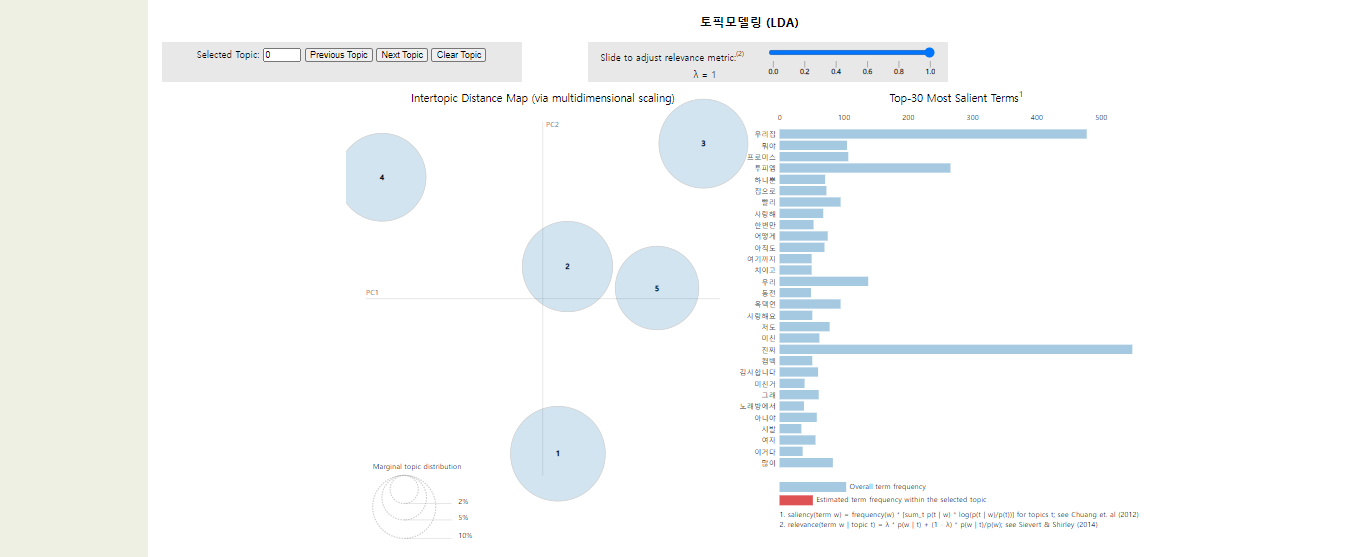 토픽모델링 (LDA)
Selected Topic: 0 Previous Topic Next Topic Clear Topic
Slide to adjust relevance metric:(2)
λ = 1
0.0 0.2 0.4 0.6 0.8 1.0
Intertopic Distance Map (via multidimensional scaling)
PC2
PC1
4
3
2
5
1
Marginal topic distribution
2%
5%
10%
Top-30 Most Salient Terms1
0 100 200 300 400 500
우리집
뭐야
프로미스
투피엠
하니뿐
집으로
빨리
사랑해
한번만
어떻게
아직도
여기까지
치이고
우리
동전
옥택연
사랑해요
저도
미친
진짜
컴백
감사합니다
미친거
그래
노래방에서
아니야
시발
여자
이거다
많이
Overall term frequency
Estimated term frequency within the selected topic
1. saliency(term w) = frequency(w) * [sum_t p(t | w) * log(p(t | w)/p(t))] for topics t; see Chuang et. al (2012)
2. relevance(term w | topic t) = λ * p(w | t) + (1 - λ) * p(w | t)/p(w); see Sievert & Shirley (2014)